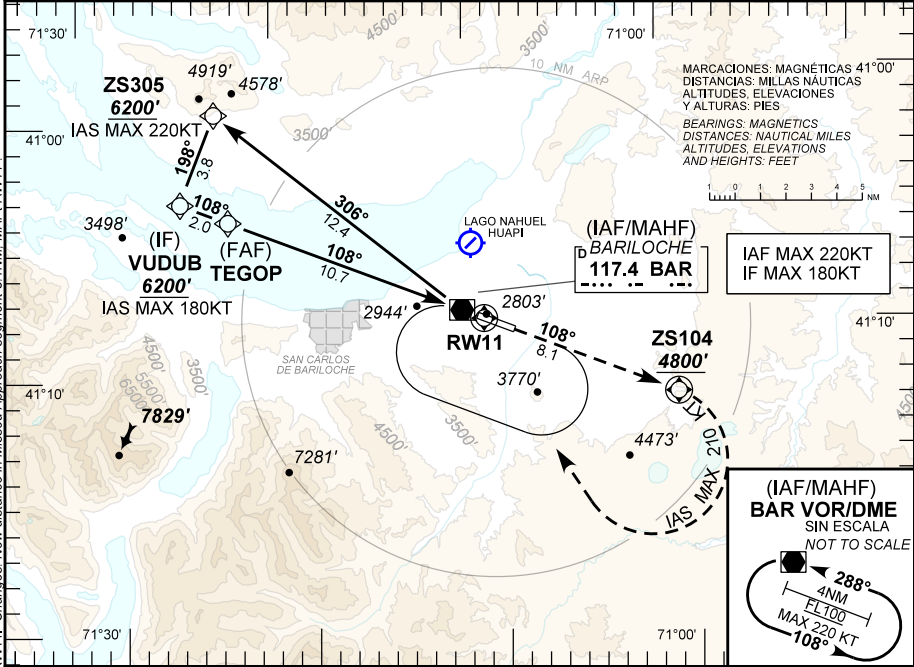 71°30'
71°00'
4500'
3500'
10 NM ARP
41°00'
MARCACIONES: MAGNÉTICAS
DISTANCIAS: MILLAS NÁUTICAS
ALTITUDES, ELEVACIONES
Y ALTURAS: PIES
BEARINGS: MAGNETICS
DISTANCES: NAUTICAL MILES
ALTITUDES, ELEVATIONS
AND HEIGHTS: FEET
1 0 1 2 3 4 5 NM
4919'
4578'
ZS305
6200'
IAS MAX 220KT
3500'
41°00'
198°
3.8
306°
12.4
108°
2.0
108°
10.7
3498'
(IF)
VUDUB
6200'
IAS MAX 180KT
(FAF)
TEGOP
LAGO NAHUEL
HUAPI
(IAF/MAHF)
BARILOCHE
D
117.4 BAR
IAF MAX 220KT
IF MAX 180KT
2944'
2803'
RW11
108°
8.1
ZS104
4800'
41°10'
SAN CARLOS
DE BARILOCHE
4500'
3500'
5500'
6500'
41°10'
3770'
3500'
7829'
4500'
3500'
7281'
4473'
IAS MAX 210 KT
(IAF/MAHF)
BAR VOR/DME
SIN ESCALA
NOT TO SCALE
288°
4NM
FL100
MAX 220 KT
108°
71°30'
71°00'